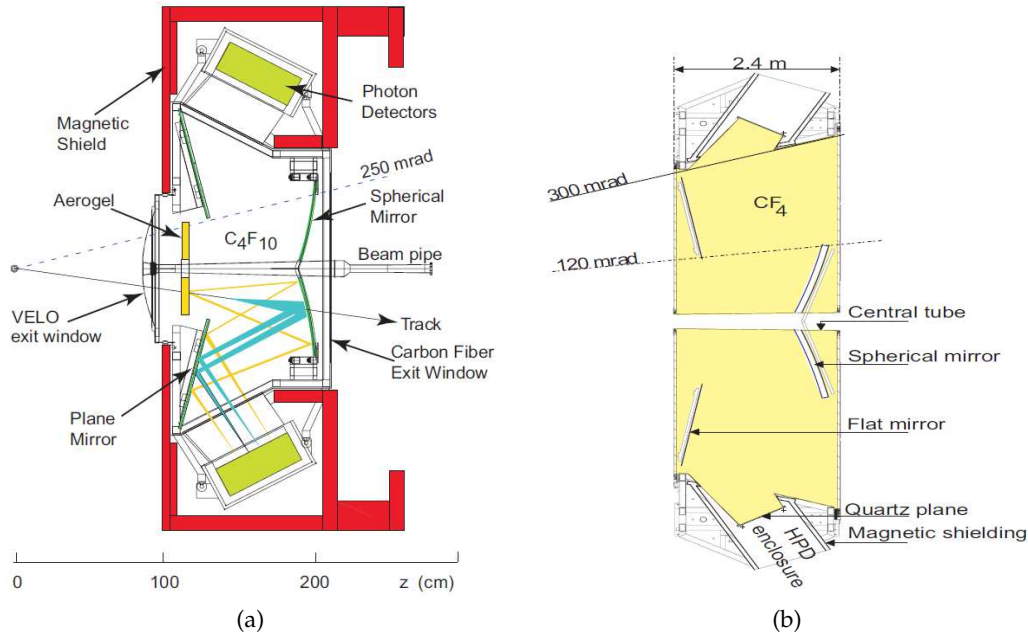 Photon
Detectors
Magnetic
Shield
250 mrad
Aerogel
Spherical
Mirror
C4F10
Beam pipe
VELO
exit window
Track
Carbon Fiber
Exit Window
Plane
Mirror
0
100
200
z (cm)
(a)
2.4 m
300 mrad
CF4
120 mrad
Central tube
Spherical mirror
Flat mirror
Quartz plane
Magnetic shielding
HPD
enclosure
(b)